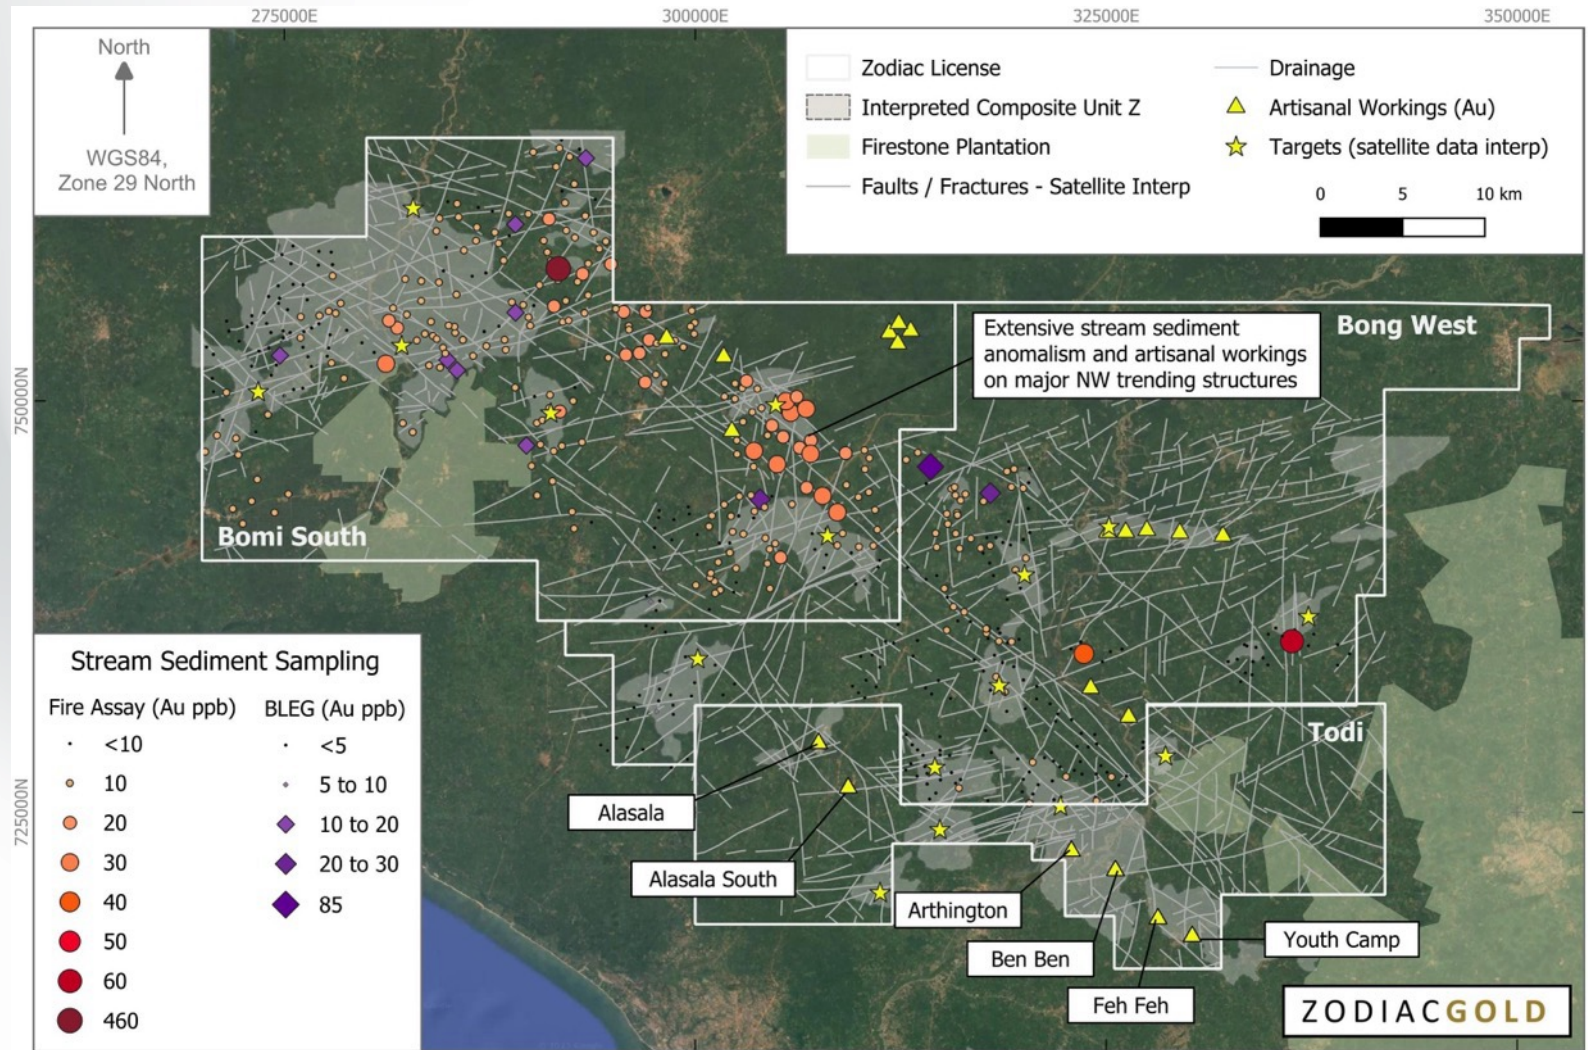 275000E
300000E
325000E
350000E
North
WGS84,
Zone 29 North
Zodiac License
Interpreted Composite Unit Z
Firestone Plantation
Faults / Fractures - Satellite Interp
Drainage
Artisanal Workings (Au)
Targets (satellite data interp)
0 5 10 km
Bong West
Extensive stream sediment
anomalism and artisanal workings
on major NW trending structures
750000N
Bomi South
Todi
725000N
Stream Sediment Sampling
Fire Assay (Au ppb)
<10
10
20
30
40
50
60
460
BLEG (Au ppb)
<5
5 to 10
10 to 20
20 to 30
85
Alasala
Alasala South
Arthington
Ben Ben
Feh Feh
Youth Camp
ZODIACGOLD